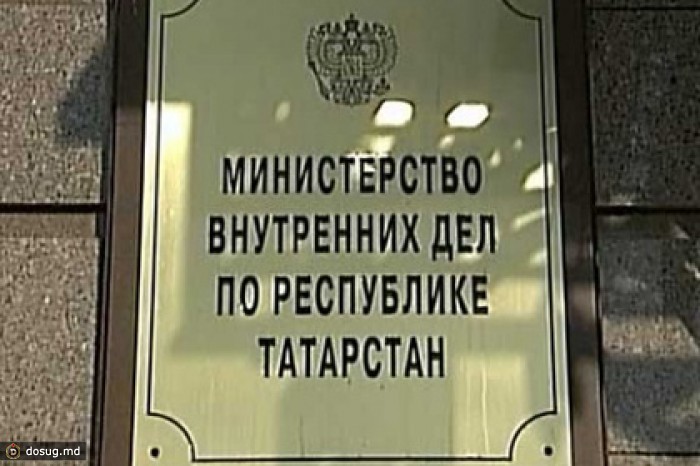 МИНИСТЕРСТВО
ВНУТРЕННИХ ДЕЛ
ПО РЕСПУБЛИКЕ
ТАТАРСТАН
dosug.md